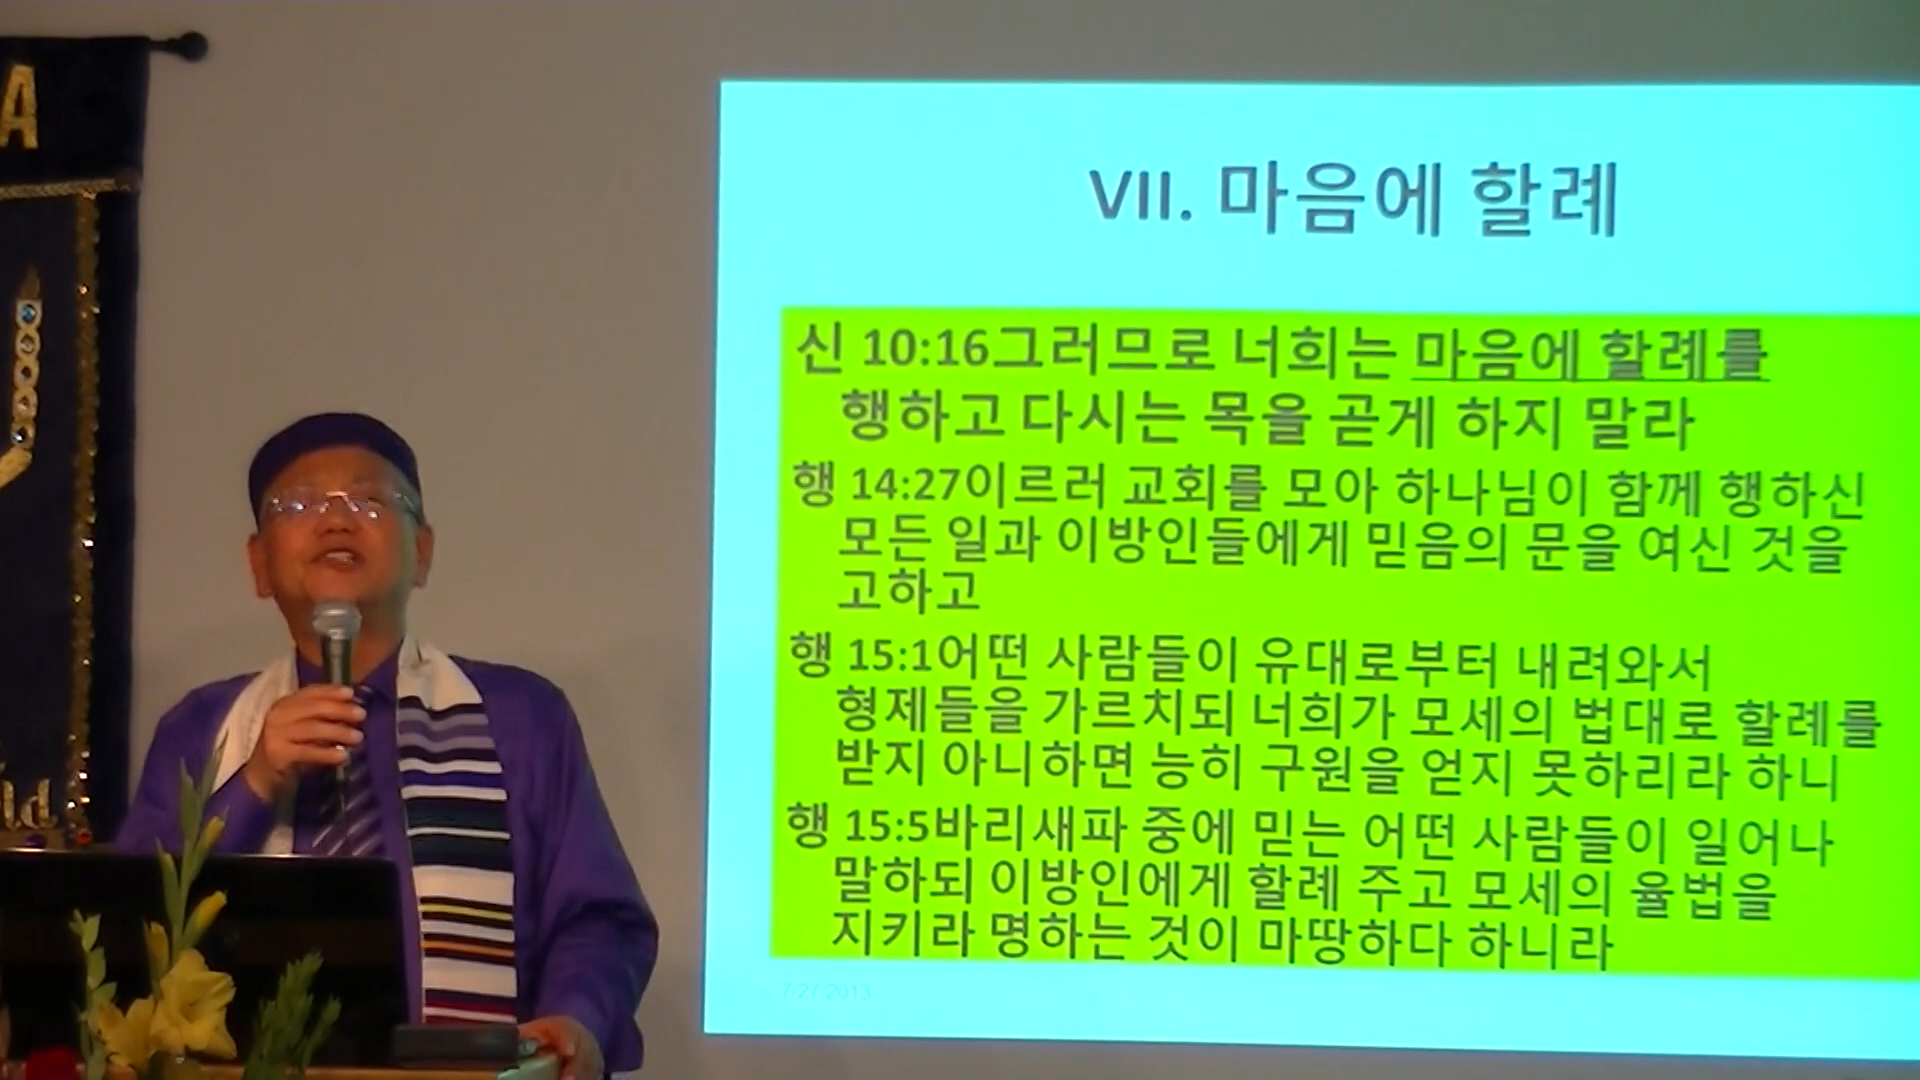 A
ld
VII. 마음에 할례
신 10:16그러므로 너희는 마음에 할례를
행하고 다시는 목을 곧게 하지 말라
행 14:27이르러 교회를 모아 하나님이 함께 행하신
모든 일과 이방인들에게 믿음의 문을 여신 것을
고하고
행 15:1어떤 사람들이 유대로부터 내려와서
형제들을 가르치되 너희가 모세의 법대로 할례를
받지 아니하면 능히 구원을 얻지 못하리라 하니
행 15:5바리새파 중에 믿는 어떤 사람들이 일어나
말하되 이방인에게 할례 주고 모세의 율법을
지키라 명하는 것이 마땅하다 하니라
7/27/2013